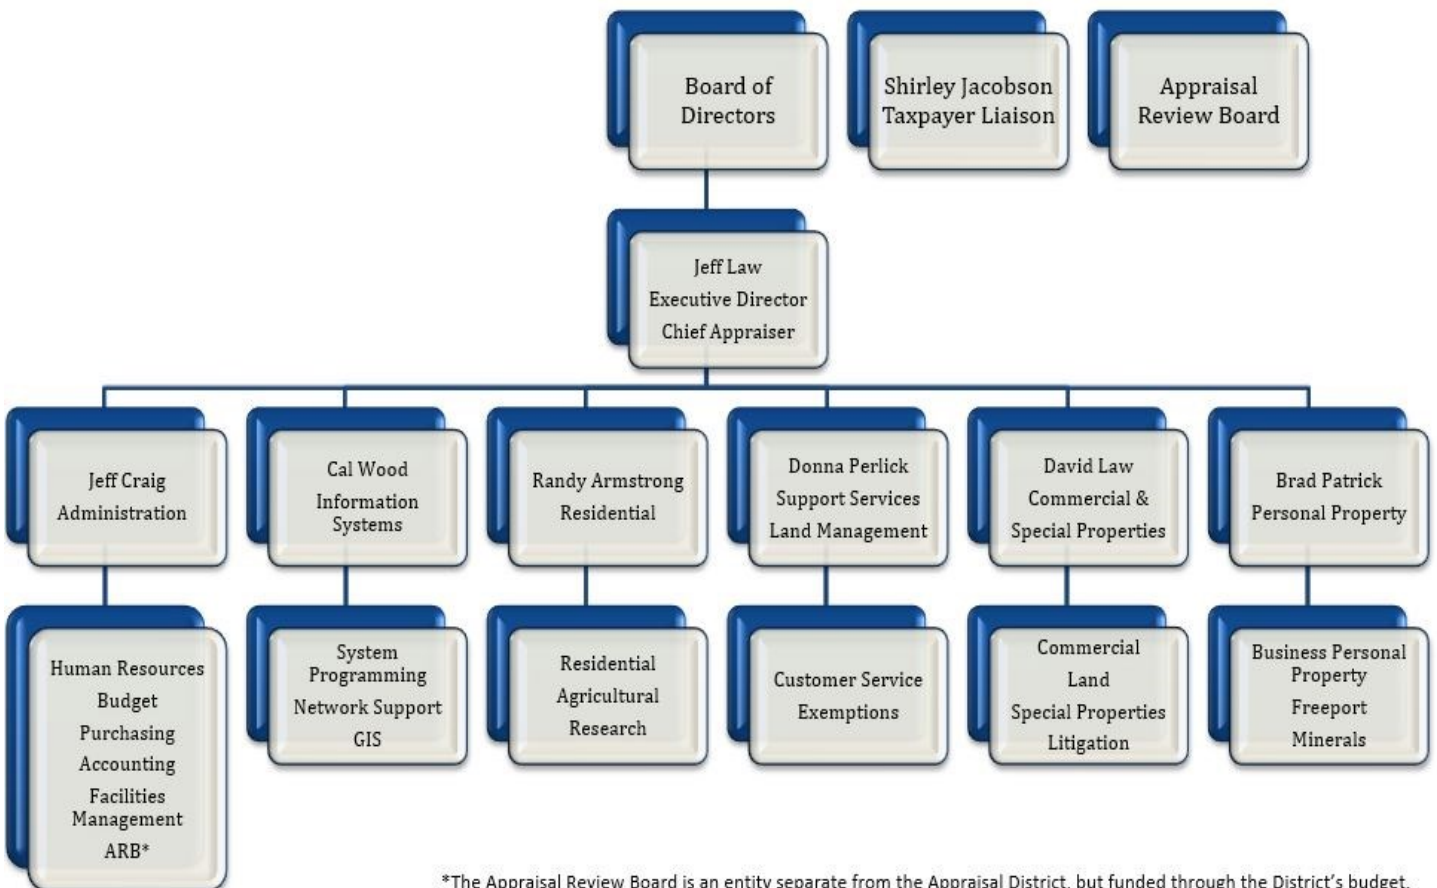 Board of
Directors
Shirley Jacobson
Taxpayer Liaison
Appraisal
Review Board
Jeff Law
Executive Director
Chief Appraiser
Jeff Craig
Administration
Cal Wood
Information
Systems
Randy Armstrong
Residential
Donna Perlick
Support Services
Land Management
David Law
Commercial &
Special Properties
Brad Patrick
Personal Property
Human Resources
Budget
Purchasing
Accounting
Facilities
Management
ARB*
System
Programming
Network Support
GIS
Residential
Agricultural
Research
Customer Service
Exemptions
Commercial
Land
Special Properties
Litigation
Business Personal
Property
Freeport
Minerals
*The Appraisal Review Board is an entity separate from the Appraisal District, but funded through the District's budget.